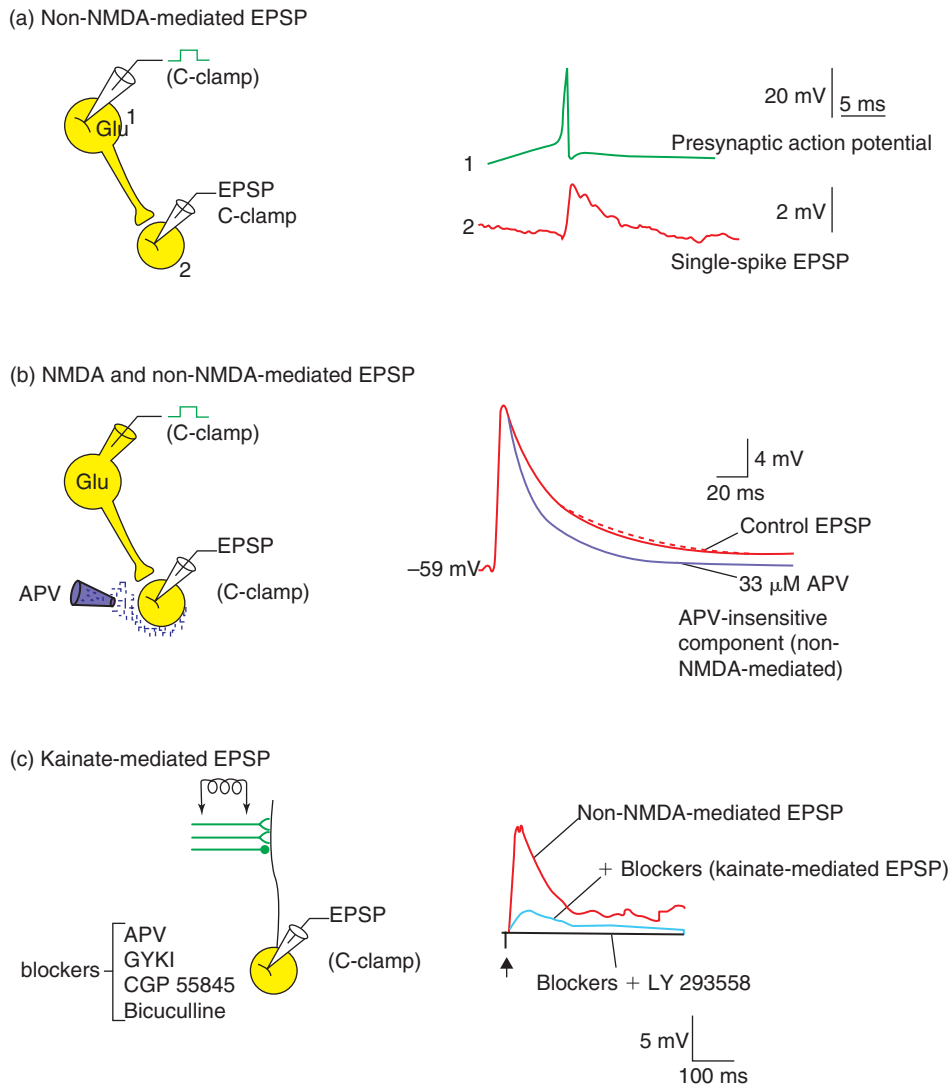 (a) Non-NMDA-mediated EPSP
(C-clamp)
Glu
1
EPSP
C-clamp
2
20 mV
5 ms
Presynaptic action potential
1
2 mV
2
Single-spike EPSP
(b) NMDA and non-NMDA-mediated EPSP
(C-clamp)
Glu
EPSP
(C-clamp)
APV
4 mV
20 ms
Control EPSP
–59 mV
33 μM APV
APV-insensitive
component (non-
NMDA-mediated)
(c) Kainate-mediated EPSP
EPSP
(C-clamp)
blockers
APV
GYKI
CGP 55845
Bicuculline
Non-NMDA-mediated EPSP
+ Blockers (kainate-mediated EPSP)
Blockers + LY 293558
5 mV
100 ms